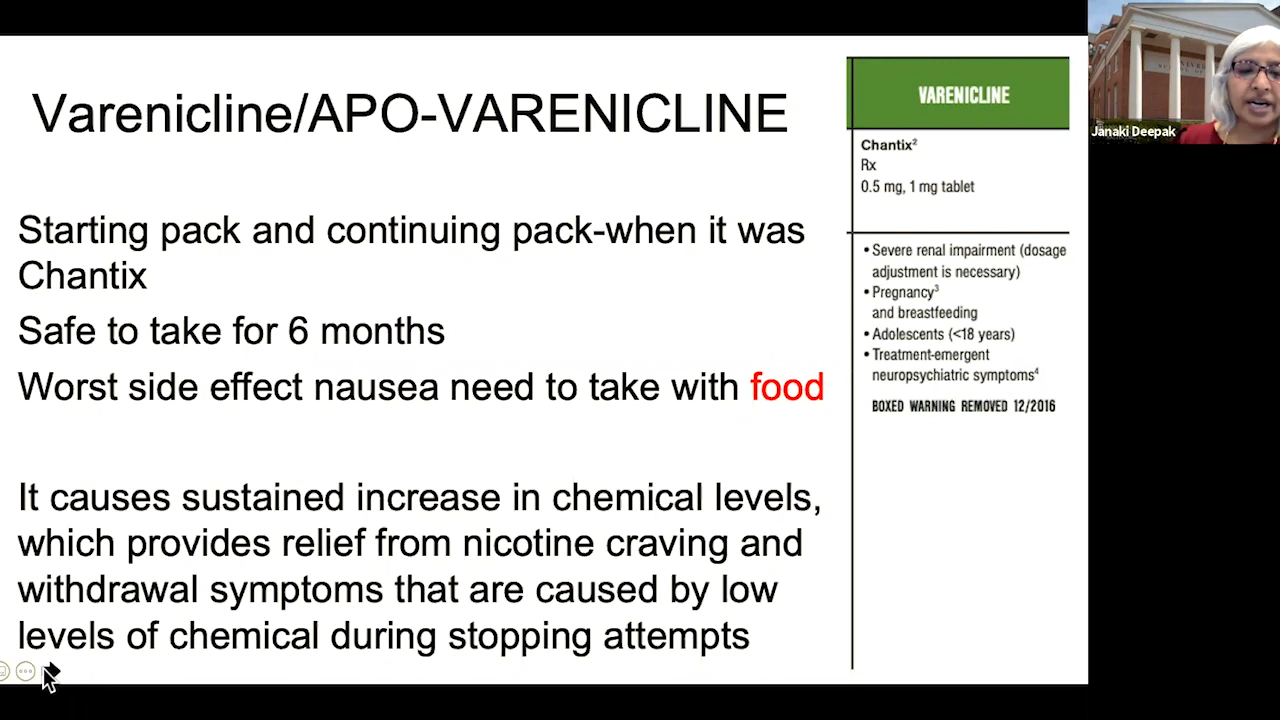 Varenicline/APO-VARENICLINE
Starting pack and continuing pack-when it was
Chantix
Safe to take for 6 months
Worst side effect nausea need to take with food
It causes sustained increase in chemical levels,
which provides relief from nicotine craving and
withdrawal symptoms that are caused by low
levels of chemical during stopping attempts
VARENICLINE
Chantix²
Rx
0.5 mg, 1 mg tablet
• Severe renal impairment (dosage
adjustment is necessary)
• Pregnancy³
and breastfeeding
• Adolescents (<18 years)
• Treatment-emergent
neuropsychiatric symptoms⁴
BOXED WARNING REMOVED 12/2016
Janaki Deepak